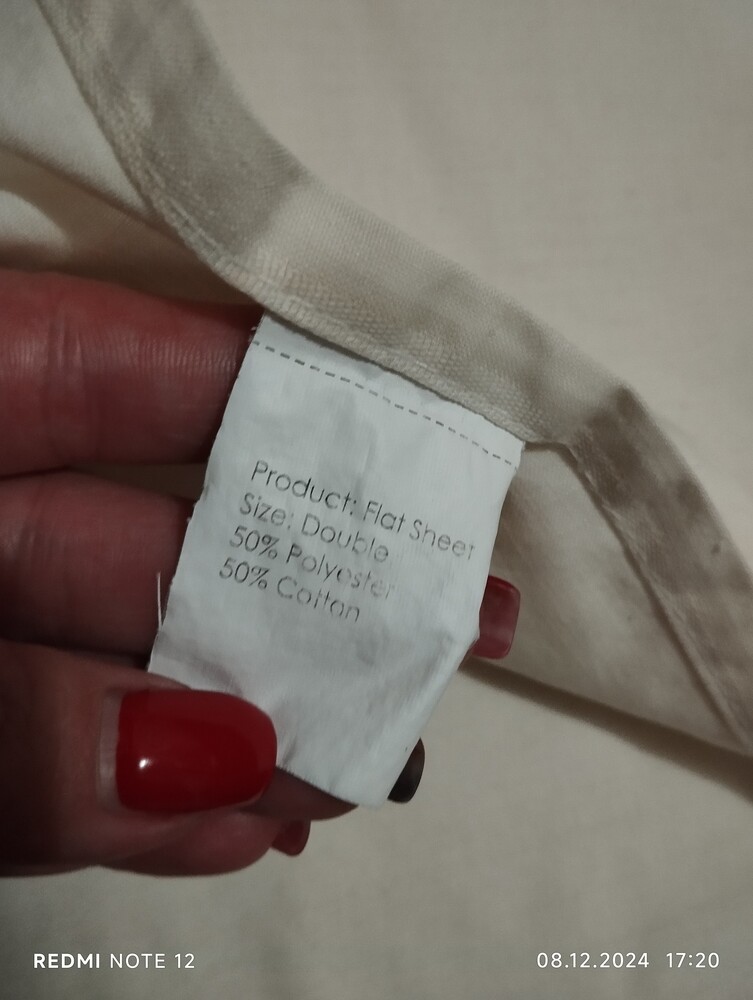 Product: Flat Sheet
Size: Double
50% Polyester
50% Cotton
REDMI NOTE 12
08.12.2024 17:20